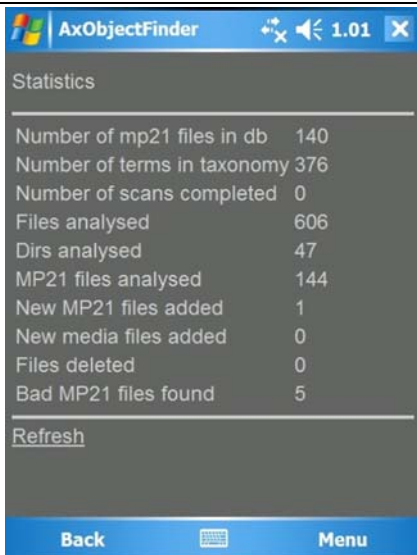 AxObjectFinder 1.01
Statistics
Number of mp21 files in db 140
Number of terms in taxonomy 376
Number of scans completed 0
Files analysed 606
Dirs analysed 47
MP21 files analysed 144
New MP21 files added 1
New media files added 0
Files deleted 0
Bad MP21 files found 5
Refresh
Back Menu